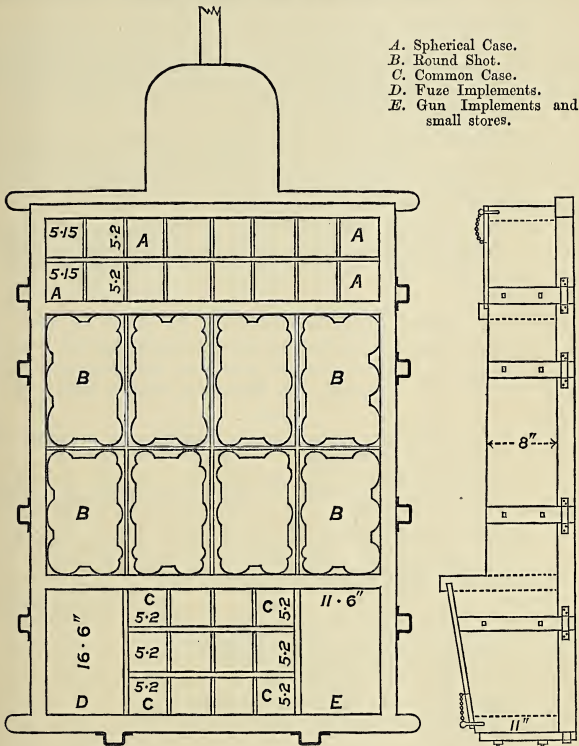 A. Spherical Case.
B. Round Shot.
C. Common Case.
D. Fuze Implements.
E. Gun Implements and
small stores.
5·15 5·2 A A
5·15 5·2
A A
B B
8"
B B
C C 11·6"
5·2 5·2
16·6" 5·2 5·2
5·2 5·2
D C C E
11"